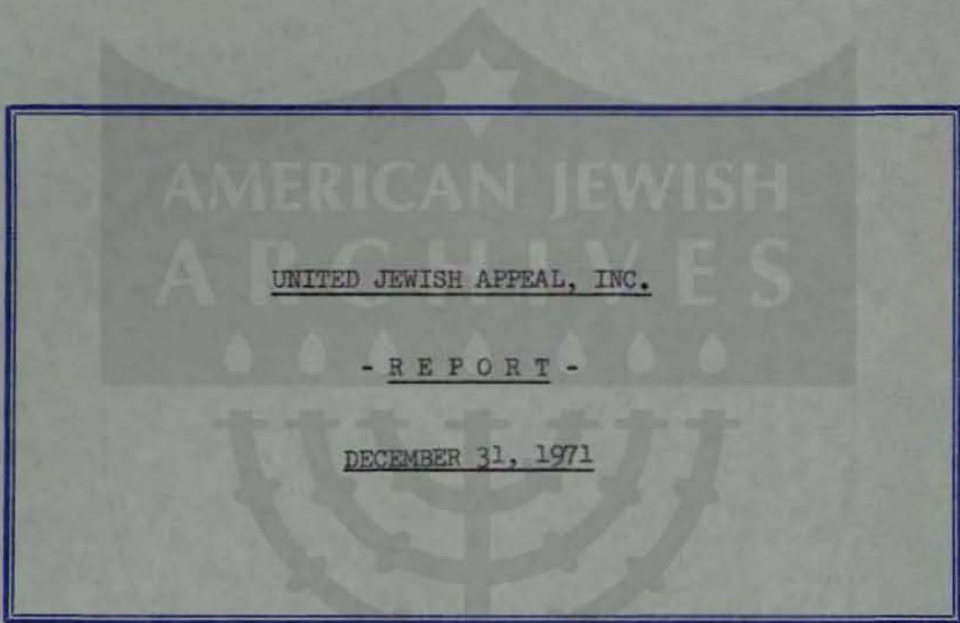 AMERICAN JEWISH
ARCHIVES
UNITED JEWISH APPEAL, INC.
- R E P O R T -
DECEMBER 31, 1971